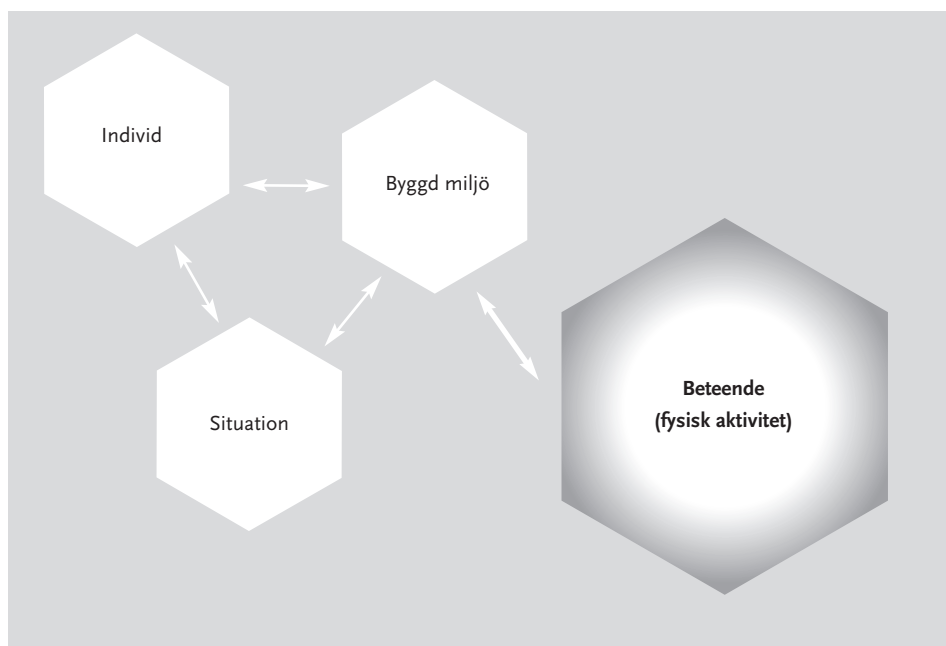 Individ
Byggd miljö
Situation
Beteende
(fysisk aktivitet)